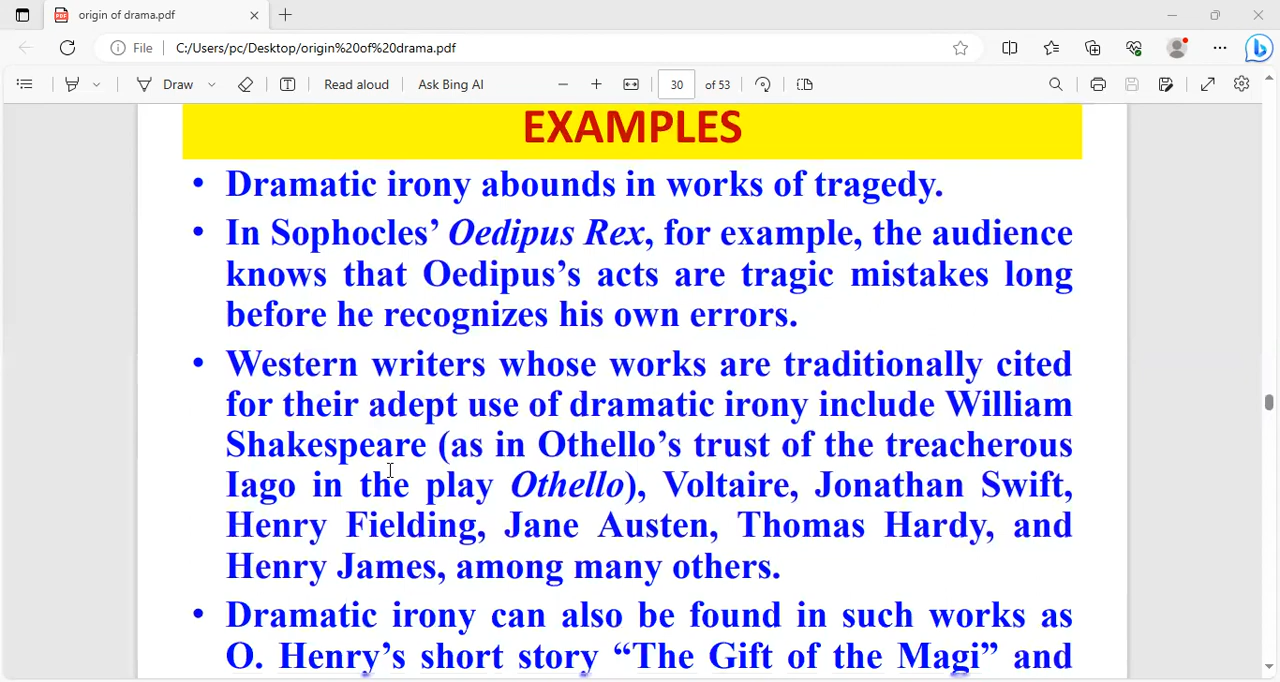 origin of drama.pdf
File C:/Users/pc/Desktop/origin%20of%20drama.pdf
Draw Read aloud Ask Bing AI 30 of 53
EXAMPLES
• Dramatic irony abounds in works of tragedy.
• In Sophocles’ Oedipus Rex, for example, the audience
knows that Oedipus’s acts are tragic mistakes long
before he recognizes his own errors.
• Western writers whose works are traditionally cited
for their adept use of dramatic irony include William
Shakespeare (as in Othello’s trust of the treacherous
Iago in the play Othello), Voltaire, Jonathan Swift,
Henry Fielding, Jane Austen, Thomas Hardy, and
Henry James, among many others.
• Dramatic irony can also be found in such works as
O. Henry’s short story “The Gift of the Magi” and